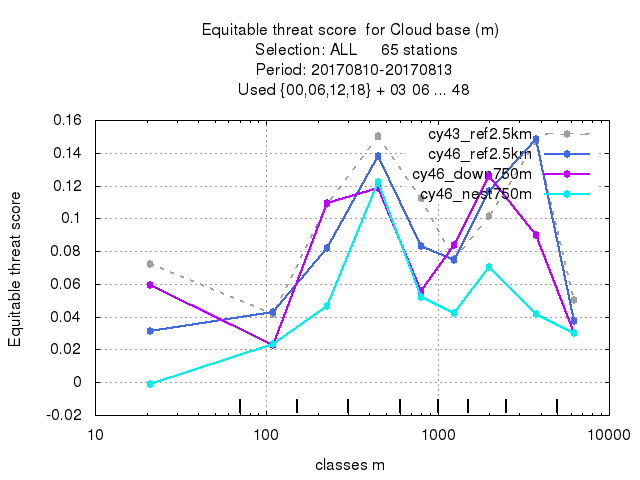 Equitable threat score  for Cloud base (m)
Selection: ALL     65 stations
Period: 20170810-20170813
Used {00,06,12,18} + 03 06 ... 48
0.16
0.14
0.12
0.1
0.08
0.06
0.04
0.02
0
-0.02
Equitable threat score
cy43_ref2.5km
cy46_ref2.5km
cy46_down750m
cy46_nest750m
10
100
1000
10000
classes m